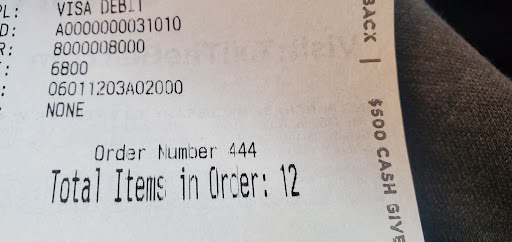 PL: VISA DEBIT
D: A0000000031010
R: 8000008000
: 6800
: 06011203A02000
: NONE
Order Number 444
Total Items in Order: 12
BACK | $500 CASH GIVE